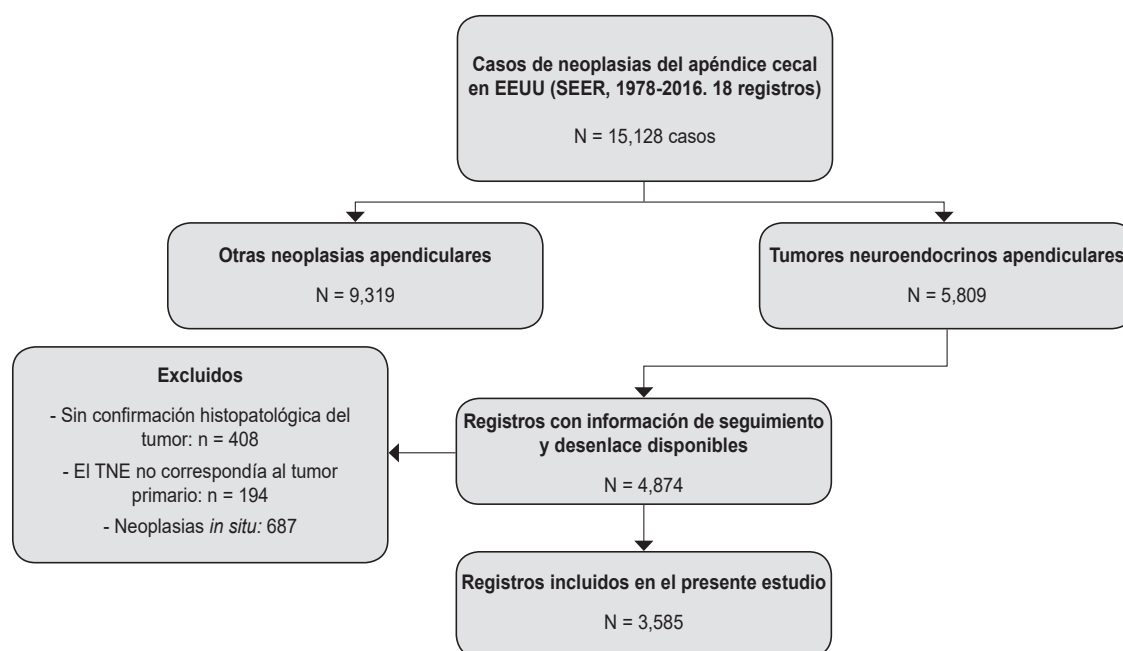 Casos de neoplasias del apéndice cecal
en EEUU (SEER, 1978-2016. 18 registros)
N = 15,128 casos
Otras neoplasias apendiculares
N = 9,319
Tumores neuroendocrinos apendiculares
N = 5,809
Excluidos
- Sin confirmación histopatológica del
tumor: n = 408
- El TNE no correspondía al tumor
primario: n = 194
- Neoplasias in situ: 687
Registros con información de seguimiento
y desenlace disponibles
N = 4,874
Registros incluidos en el presente estudio
N = 3,585